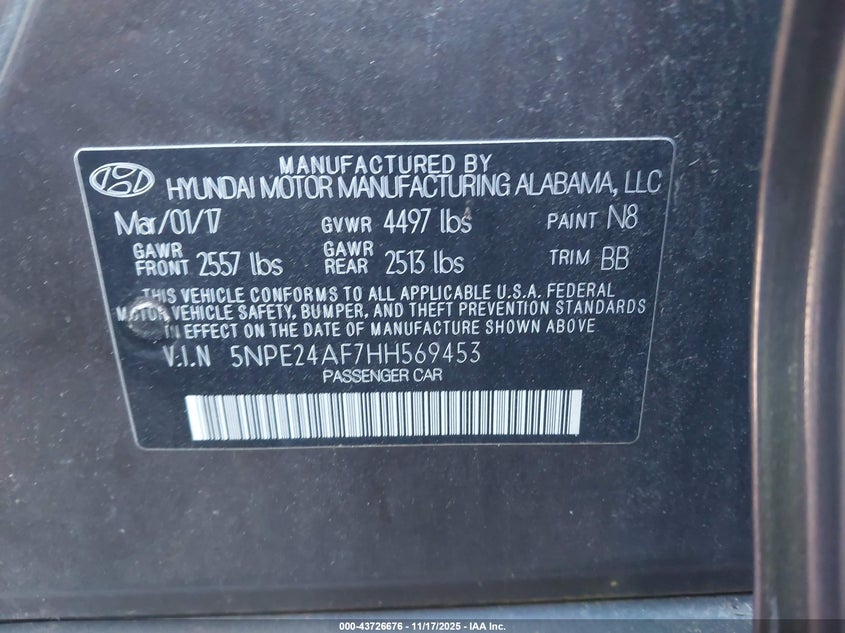 MANUFACTURED BY
HYUNDAI MOTOR MANUFACTURING ALABAMA, LLC
Mar/01/17 GVWR 4497 lbs PAINT N8
GAWR FRONT 2557 lbs GAWR REAR 2513 lbs TRIM BB
THIS VEHICLE CONFORMS TO ALL APPLICABLE U.S.A. FEDERAL
MOTOR VEHICLE SAFETY, BUMPER, AND THEFT PREVENTION STANDARDS
IN EFFECT ON THE DATE OF MANUFACTURE SHOWN ABOVE
V.I.N 5NPE24AF7HH569453
PASSENGER CAR
000-43726676 - 11/17/2025 - IAA Inc.